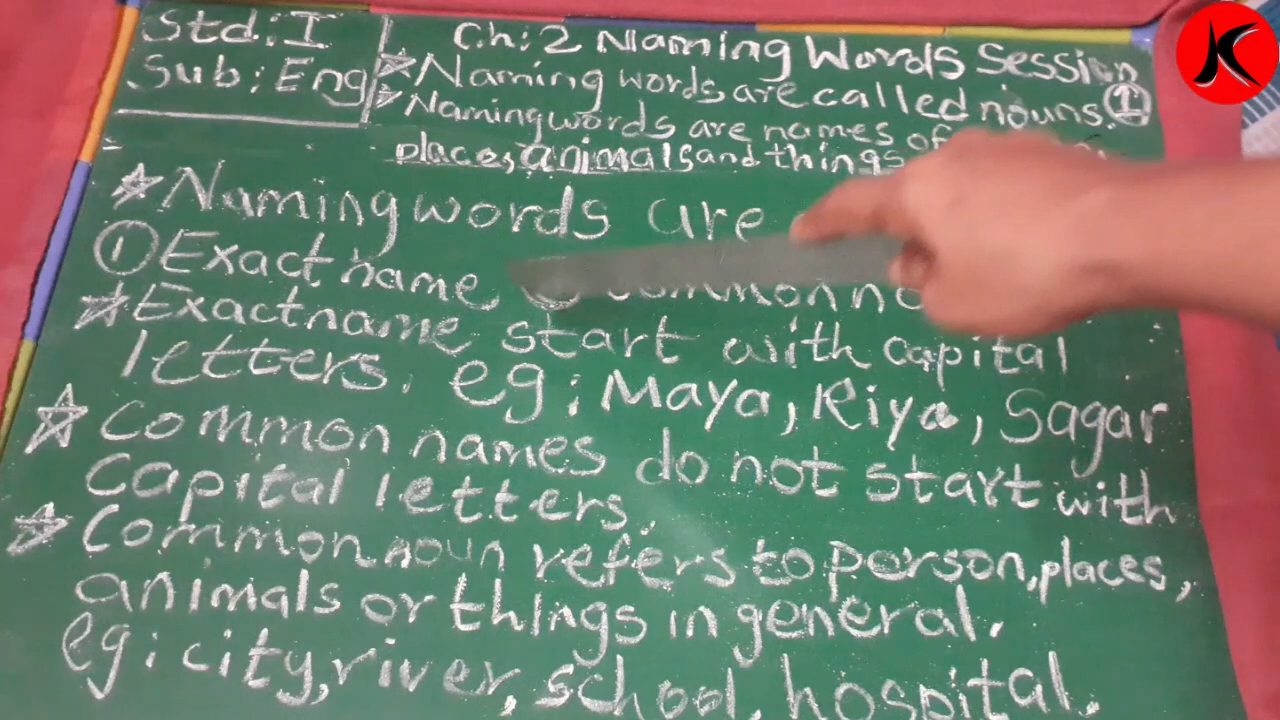 Std: I
Sub: Eng
Ch: 2 Naming Words Session
☆ Naming words are called nouns. ①
☆ Naming words are names of
places, animals and things
☆ Naming words are
① Exact name common
☆ Exact name start with capital
letters. eg: Maya, Riya, Sagar
☆ Common names do not start with
capital letters.
☆ Common noun refers to person, places,
animals or things in general.
eg: city, river, school, hospital.
K